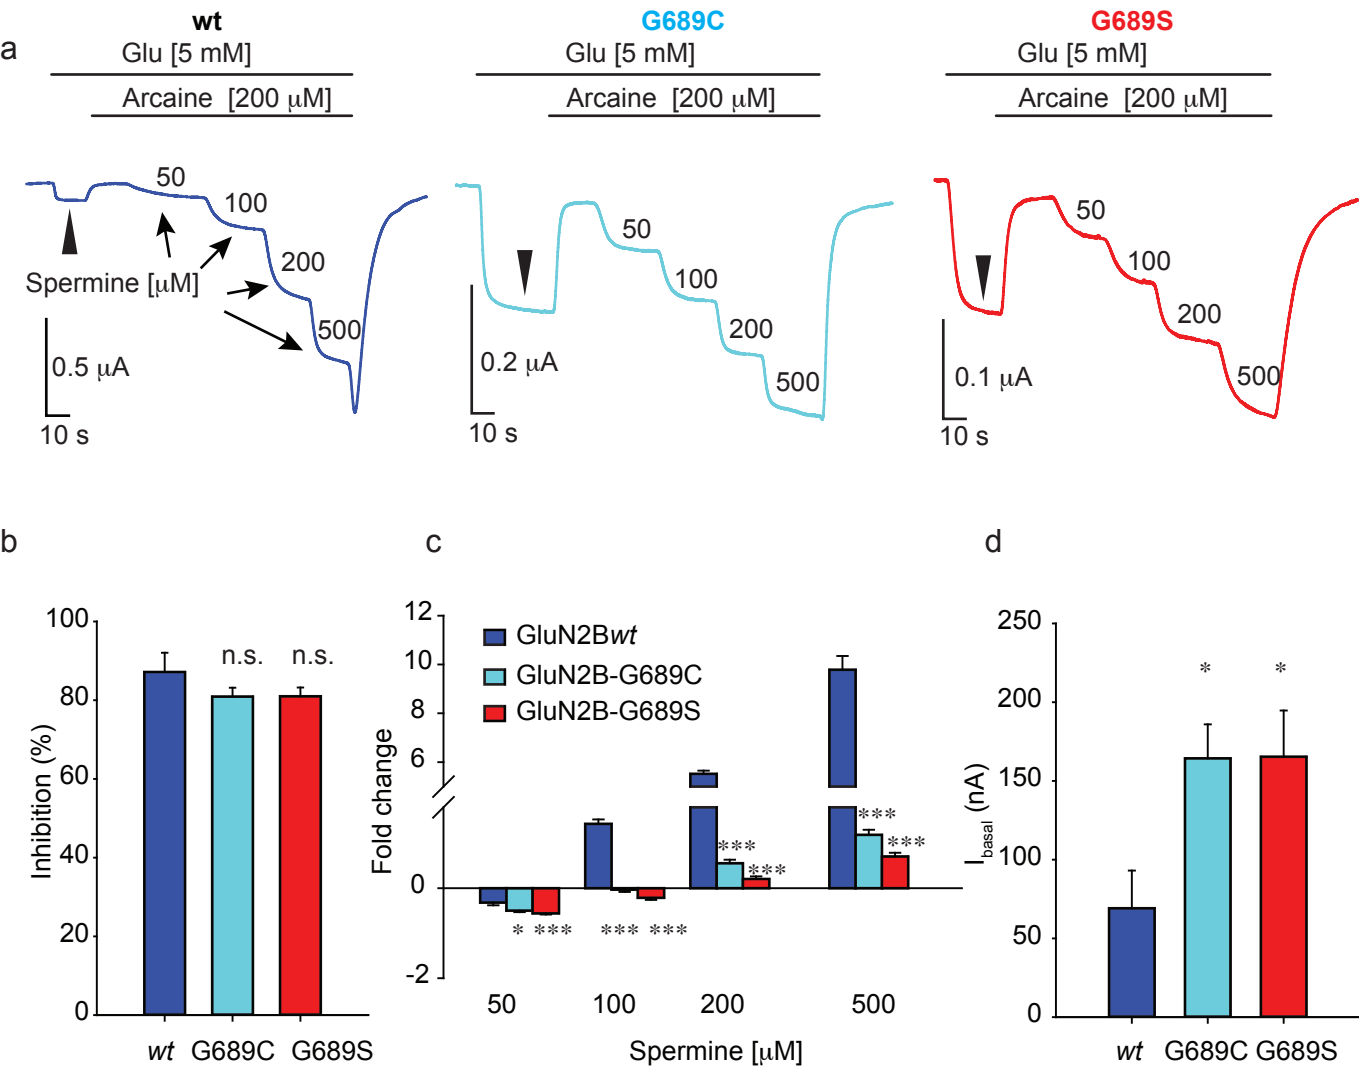 a
wt
G689C
G689S
Glu [5 mM]
Glu [5 mM]
Glu [5 mM]
Arcaine [200 μM]
Arcaine [200 μM]
Arcaine [200 μM]
50
100
200
500
Spermine [μM]
0.5 μA
10 s
50
100
200
500
0.2 μA
10 s
50
100
200
500
0.1 μA
10 s
b
Inhibition (%)
100
80
60
40
20
0
n.s.
n.s.
wt
G689C
G689S
c
Fold change
12
10
8
6
0
-2
GluN2Bwt
GluN2B-G689C
GluN2B-G689S
* ***
*** ***
***
***
***
***
50
100
200
500
Spermine [μM]
d
Ibasal (nA)
250
200
150
100
50
0
*
*
wt
G689C
G689S